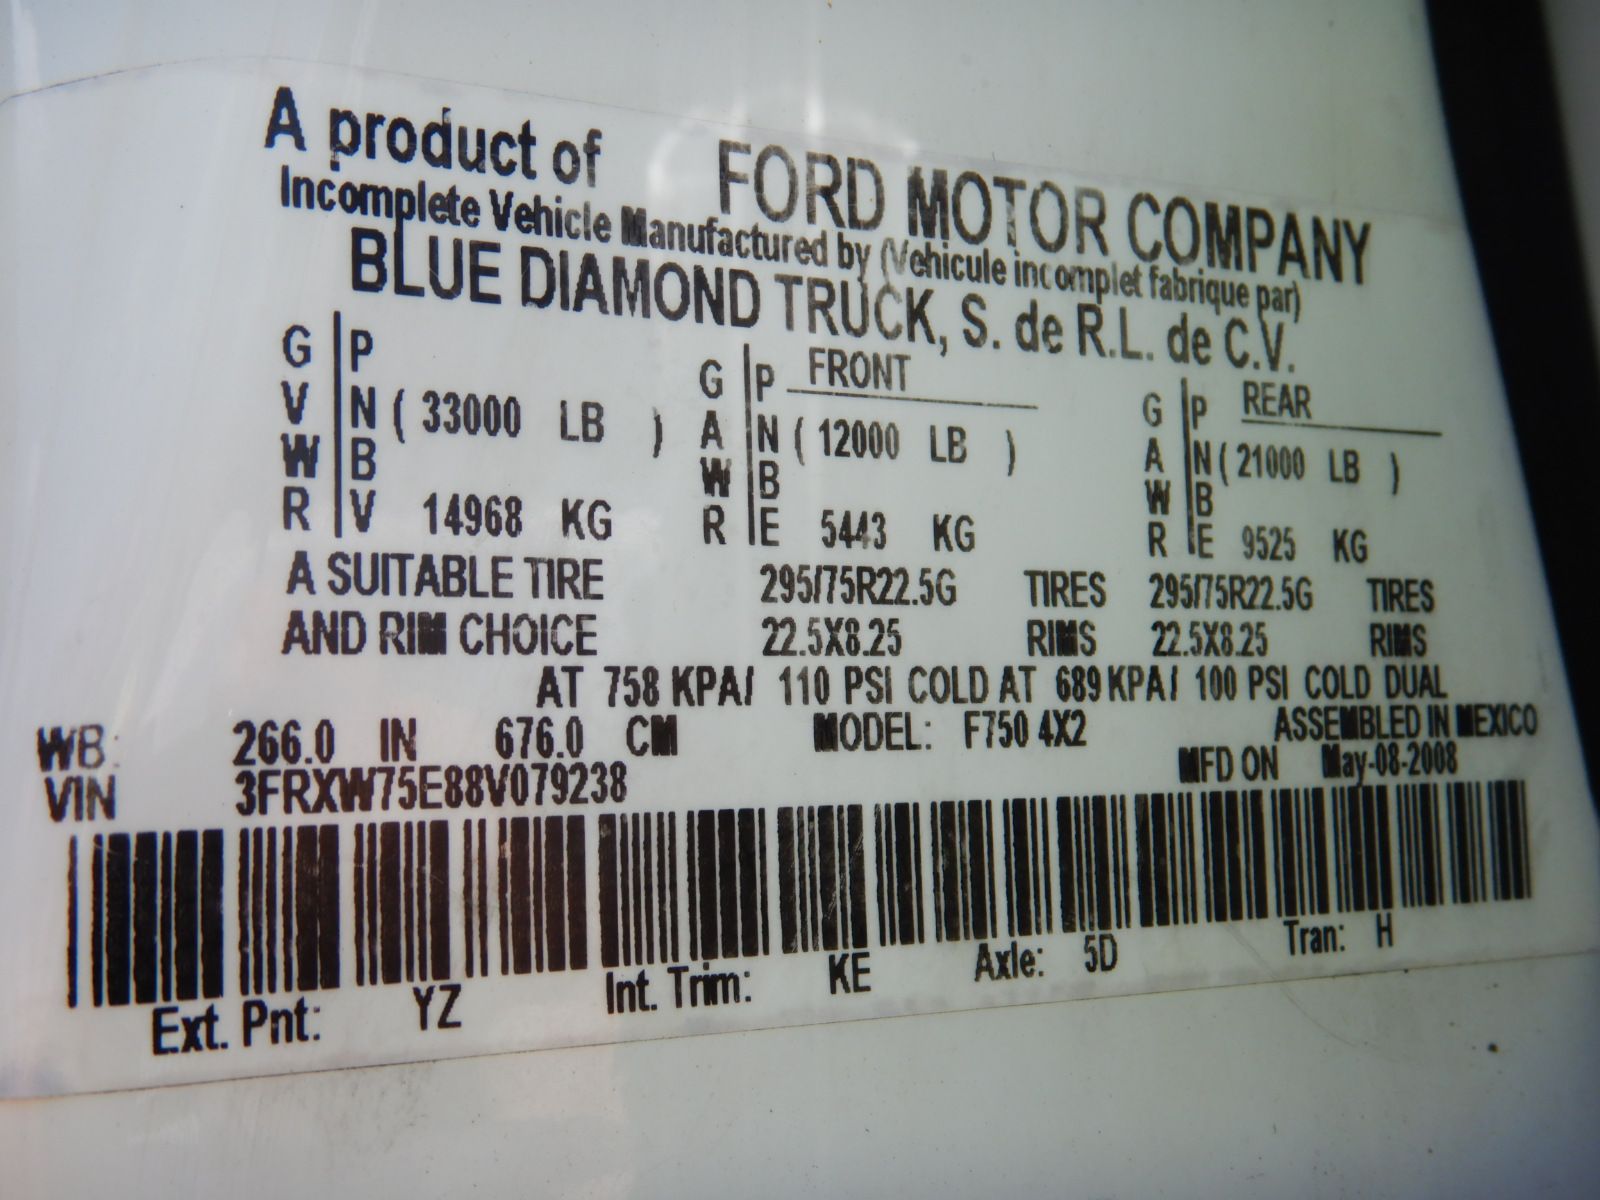 A product of FORD MOTOR COMPANY
Incomplete Vehicle Manufactured by (Vehicule incomplet fabrique par)
BLUE DIAMOND TRUCK, S. de R.L. de C.V.
G P G P FRONT G P REAR
V N ( 33000 LB ) A N ( 12000 LB ) A N ( 21000 LB )
W B W B W B
R V 14968 KG R E 5443 KG R E 9525 KG
A SUITABLE TIRE 295/75R22.5G TIRES 295/75R22.5G TIRES
AND RIM CHOICE 22.5X8.25 RIMS 22.5X8.25 RIMS
AT 758 KPA/ 110 PSI COLD AT 689 KPA/ 100 PSI COLD DUAL
WB: 266.0 IN 676.0 CM MODEL: F750 4X2 ASSEMBLED IN MEXICO
VIN 3FRXW75E88V079238 MFD ON May-08-2008
Ext. Pnt: YZ Int. Trim: KE Axle: 5D Tran: H